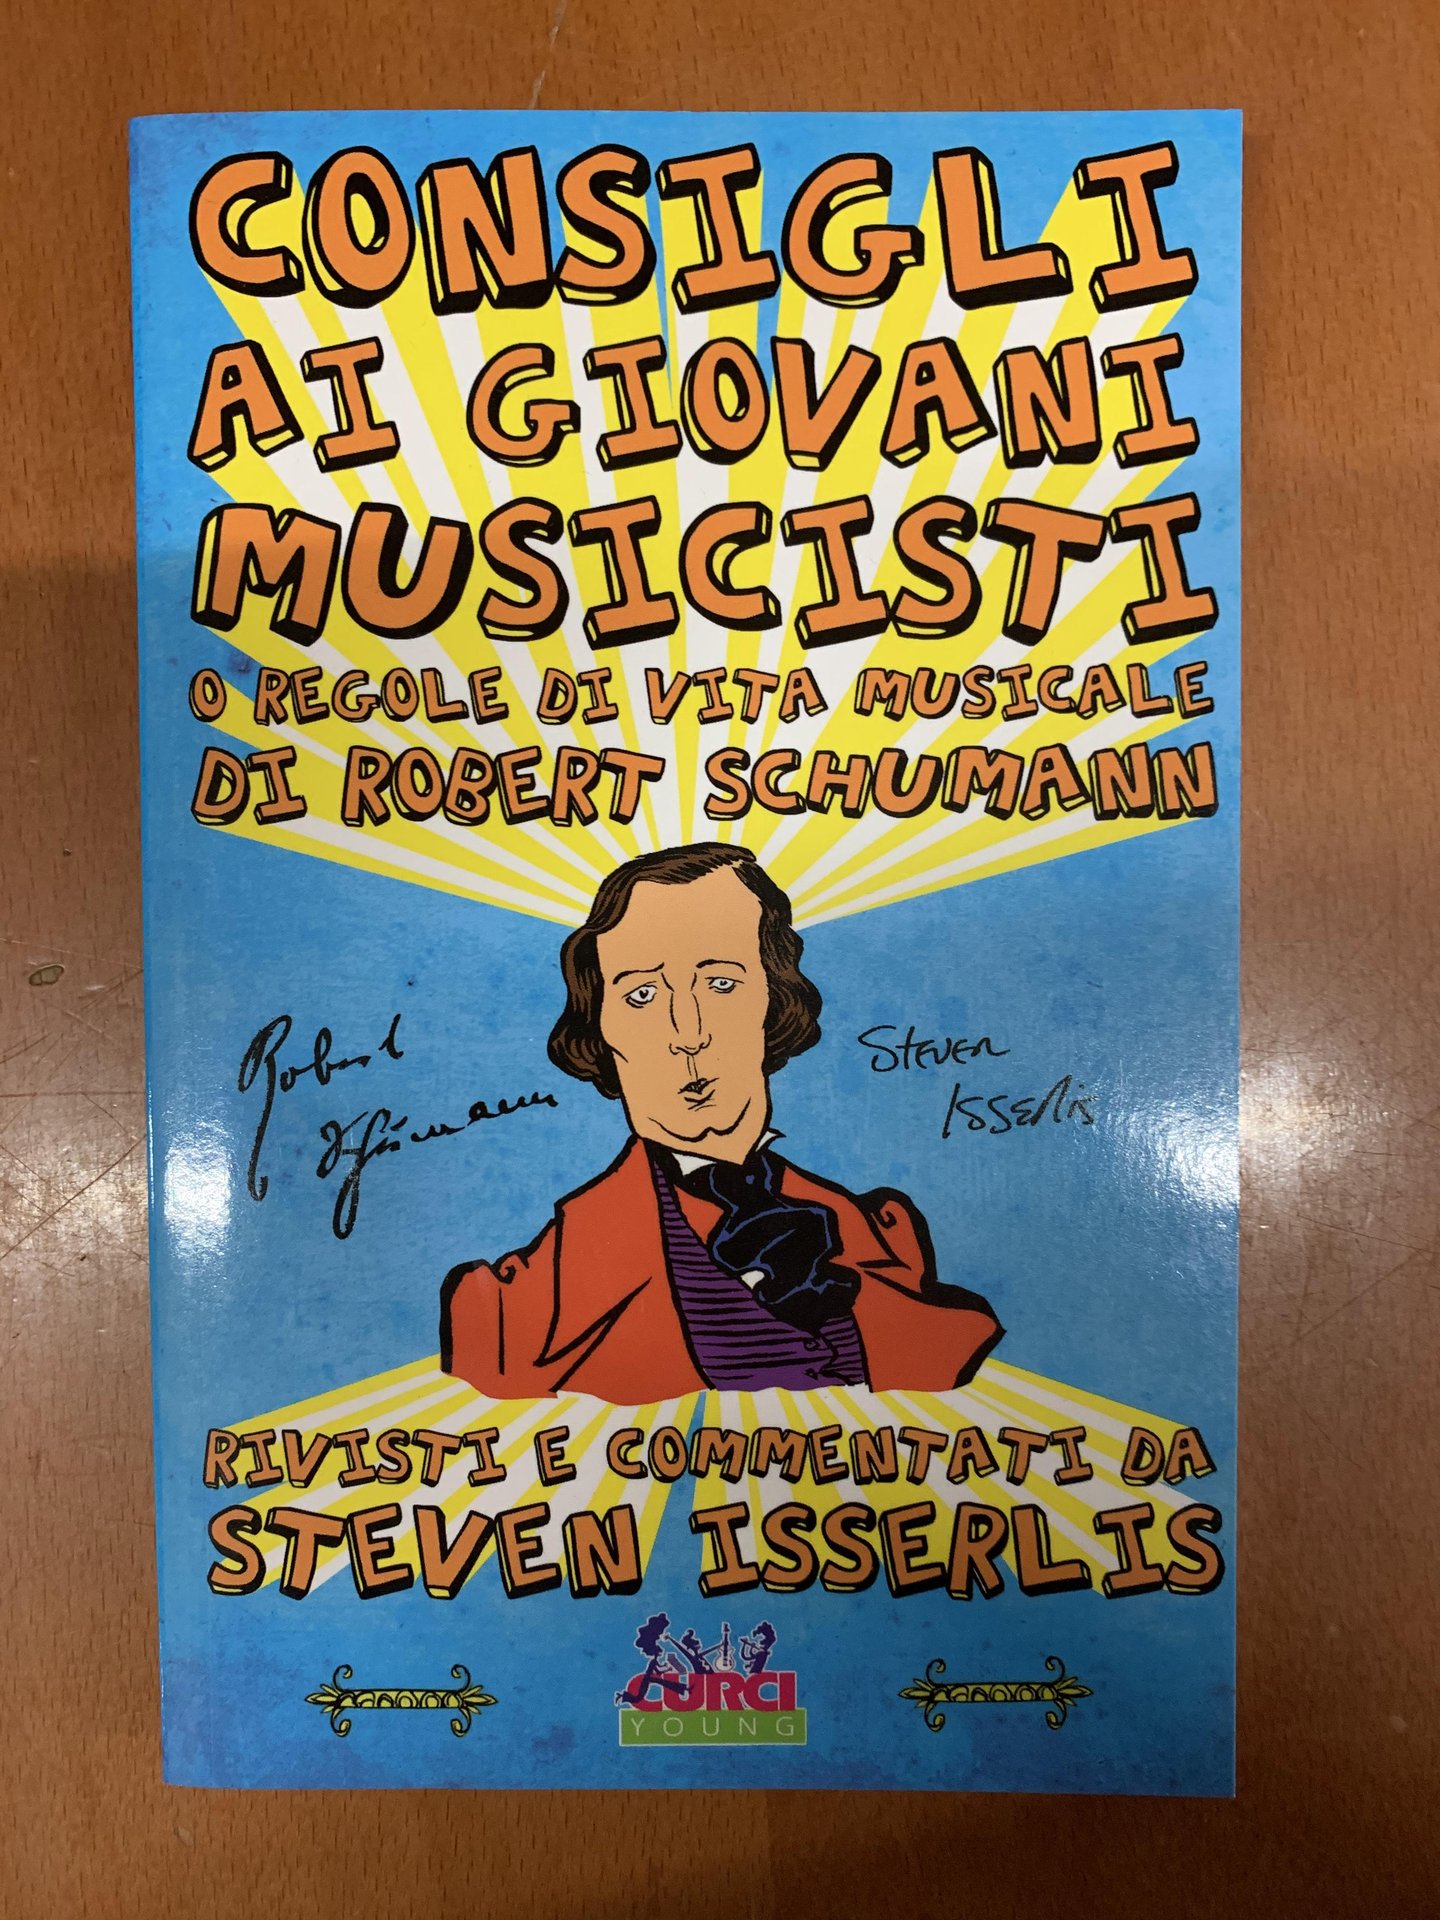 CONSIGLI
AI GIOVANI
MUSICISTI
O REGOLE DI VITA MUSICALE
DI ROBERT SCHUMANN
Robert
Schumann
STEVEN
ISSERLIS
RIVISTI E COMMENTATI DA
STEVEN ISSERLIS
CURCI
YOUNG